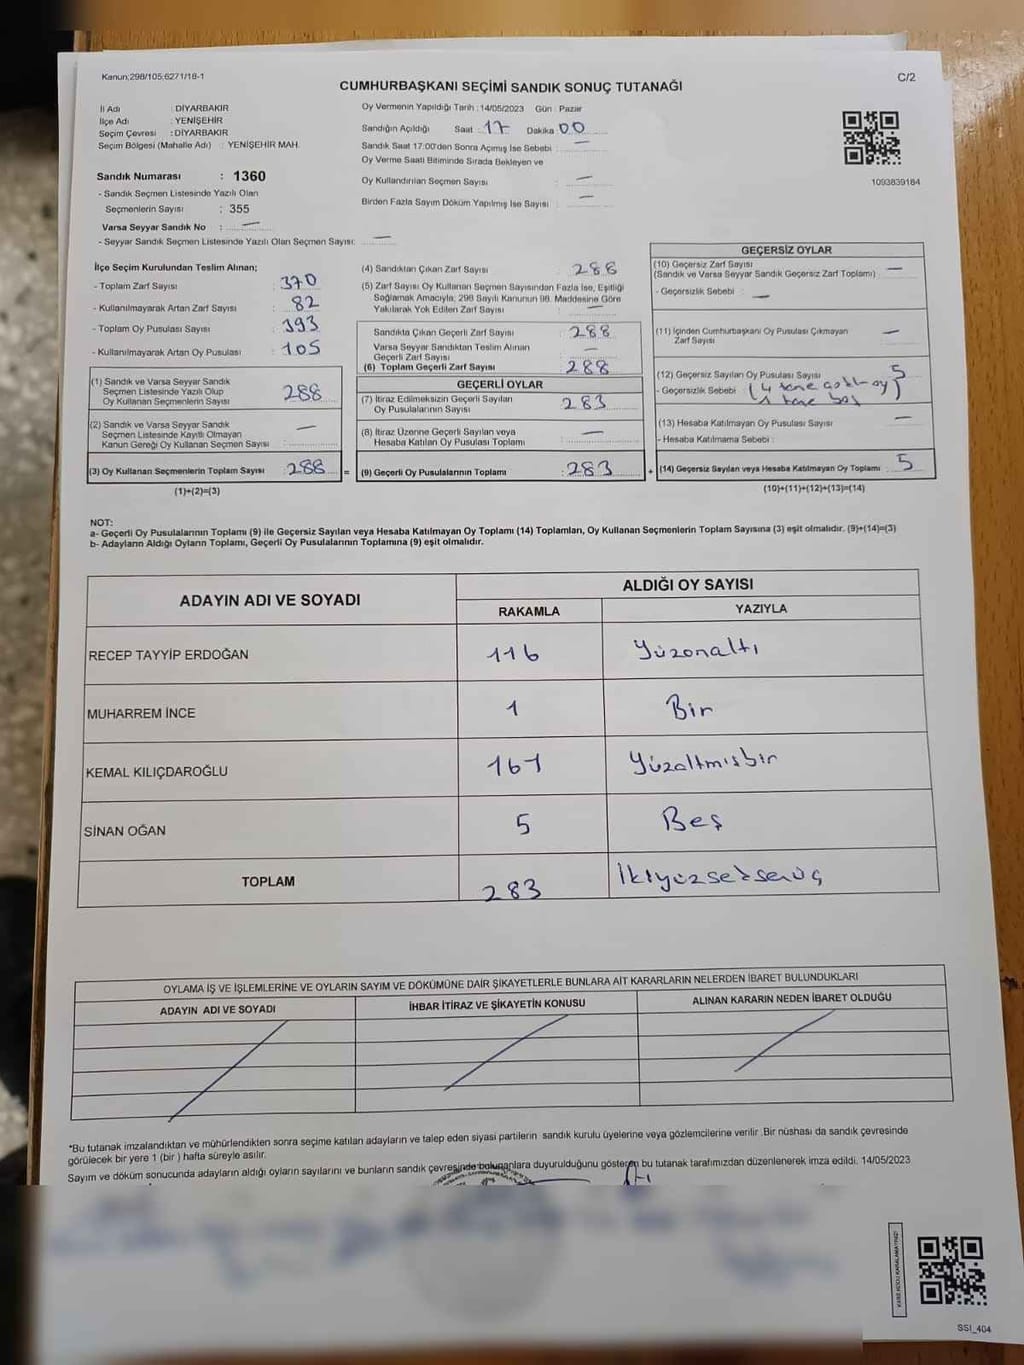 Kanun;298/105;6271/18-1
C/2
CUMHURBAŞKANI SEÇİMİ SANDIK SONUÇ TUTANAĞI
İl Adı : DİYARBAKIR
İlçe Adı : YENİŞEHİR
Seçim Çevresi : DİYARBAKIR
Seçim Bölgesi (Mahalle Adı) : YENİŞEHİR MAH.
Sandık Numarası : 1360
- Sandık Seçmen Listesinde Yazılı Olan
Seçmenlerin Sayısı : 355
Varsa Seyyar Sandık No : —
- Seyyar Sandık Seçmen Listesinde Yazılı Olan Seçmen Sayısı: —
Oy Vermenin Yapıldığı Tarih : 14/05/2023 Gün : Pazar
Sandığın Açıldığı Saat : 17 Dakika 00
Sandık Saat 17:00'den Sonra Açımış İse Sebebi : —
Oy Verme Saati Bitiminde Sırada Bekleyen ve
Oy Kullandırılan Seçmen Sayısı : —
Birden Fazla Sayım Döküm Yapılmış İse Sayısı : —
1093839184
İlçe Seçim Kurulundan Teslim Alınan;
- Toplam Zarf Sayısı : 370
- Kullanılmayarak Artan Zarf Sayısı : 82
- Toplam Oy Pusulası Sayısı : 393
- Kullanılmayarak Artan Oy Pusulası : 105
(1) Sandık ve Varsa Seyyar Sandık
Seçmen Listesinde Yazılı Olup
Oy Kullanan Seçmenlerin Sayısı : 288
(2) Sandık ve Varsa Seyyar Sandık
Seçmen Listesinde Kayıtlı Olmayan
Kanun Gereği Oy Kullanan Seçmen Sayısı : —
(3) Oy Kullanan Seçmenlerin Toplam Sayısı : 288 =
(1)+(2)=(3)
(4) Sandıktan Çıkan Zarf Sayısı : 288
(5) Zarf Sayısı Oy Kullanan Seçmen Sayısından Fazla İse, Eşitliği
Sağlamak Amacıyla; 298 Sayılı Kanunun 98. Maddesine Göre
Yakılarak Yok Edilen Zarf Sayısı : —
Sandıkta Çıkan Geçerli Zarf Sayısı : 288
Varsa Seyyar Sandıktan Teslim Alınan
Geçerli Zarf Sayısı : —
(6) Toplam Geçerli Zarf Sayısı : 288
GEÇERLİ OYLAR
(7) İtiraz Edilmeksizin Geçerli Sayılan
Oy Pusulalarının Sayısı : 283
(8) İtiraz Üzerine Geçerli Sayılan veya
Hesaba Katılan Oy Pusulası Toplamı : —
(9) Geçerli Oy Pusulalarının Toplamı : 283 +
GEÇERSİZ OYLAR
(10) Geçersiz Zarf Sayısı
(Sandık ve Varsa Seyyar Sandık Geçersiz Zarf Toplamı) —
- Geçersizlik Sebebi : —
(11) İçinden Cumhurbaşkanı Oy Pusulası Çıkmayan
Zarf Sayısı —
(12) Geçersiz Sayılan Oy Pusulası Sayısı 5
- Geçersizlik Sebebi : (4 tane oy)
1 tane boş
(13) Hesaba Katılmayan Oy Pusulası Sayısı —
- Hesaba Katılmama Sebebi :
(14) Geçersiz Sayılan veya Hesaba Katılmayan Oy Toplamı : 5
(10)+(11)+(12)+(13)=(14)
NOT:
a- Geçerli Oy Pusulalarının Toplamı (9) ile Geçersiz Sayılan veya Hesaba Katılmayan Oy Toplamı (14) Toplamları, Oy Kullanan Seçmenlerin Toplam Sayısına (3) eşit olmalıdır. (9)+(14)=(3)
b- Adayların Aldığı Oyların Toplamı, Geçerli Oy Pusulalarının Toplamına (9) eşit olmalıdır.
ADAYIN ADI VE SOYADI
ALDIĞI OY SAYISI
RAKAMLA YAZIYLA
RECEP TAYYİP ERDOĞAN 116 Yüzonaltı
MUHARREM İNCE 1 Bir
KEMAL KILIÇDAROĞLU 161 Yüzaltmışbir
SİNAN OĞAN 5 Beş
TOPLAM 283 İkiyüzseksenüç
OYLAMA İŞ VE İŞLEMLERİNE VE OYLARIN SAYIM VE DÖKÜMÜNE DAİR ŞİKAYETLERLE BUNLARA AİT KARARLARIN NELERDEN İBARET BULUNDUKLARI
ADAYIN ADI VE SOYADI İHBAR İTİRAZ VE ŞİKAYETİN KONUSU ALINAN KARARIN NEDEN İBARET OLDUĞU
*Bu tutanak imzalandıktan ve mühürlendikten sonra seçime katılan adayların ve talep eden siyasi partilerin sandık kurulu üyelerine veya gözlemcilerine verilir .Bir nüshası da sandık çevresinde
görülecek bir yere 1 (bir ) hafta süreyle asılır.
Sayım ve döküm sonucunda adayların aldığı oyların sayılarını ve bunların sandık çevresinde bulunanlara duyurulduğunu gösteren bu tutanak tarafımızdan düzenlenerek imza edildi. 14/05/2023
SSI_404